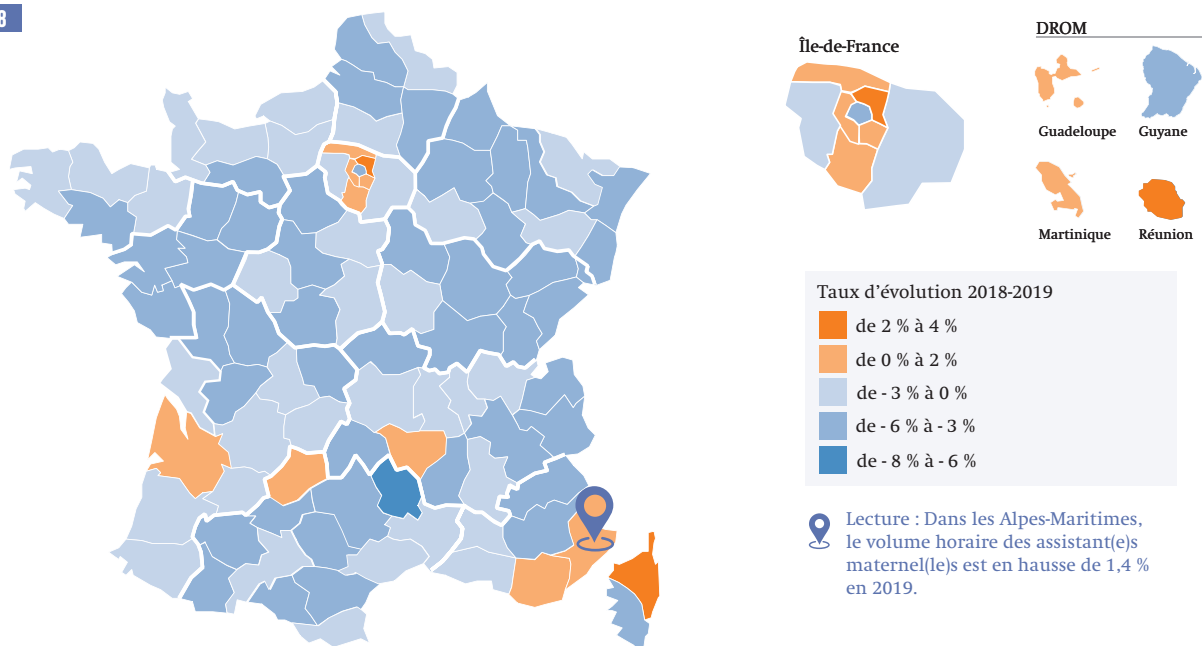 8
Île-de-France
DROM
Guadeloupe
Guyane
Martinique
Réunion
Taux d'évolution 2018-2019
de 2 % à 4 %
de 0 % à 2 %
de - 3 % à 0 %
de - 6 % à - 3 %
de - 8 % à - 6 %
Lecture : Dans les Alpes-Maritimes,
le volume horaire des assistant(e)s
maternel(le)s est en hausse de 1,4 %
en 2019.